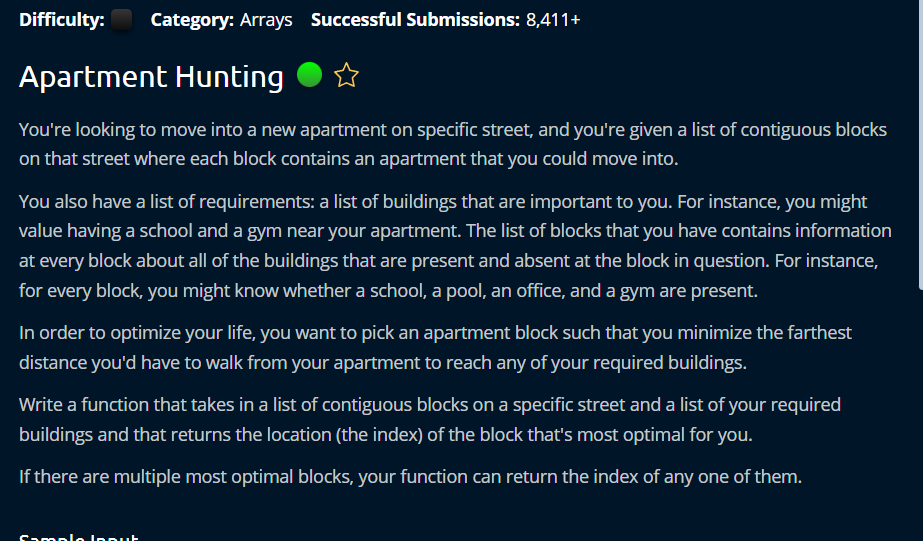 Difficulty: Category: Arrays Successful Submissions: 8,411+
Apartment Hunting
You're looking to move into a new apartment on specific street, and you're given a list of contiguous blocks
on that street where each block contains an apartment that you could move into.
You also have a list of requirements: a list of buildings that are important to you. For instance, you might
value having a school and a gym near your apartment. The list of blocks that you have contains information
at every block about all of the buildings that are present and absent at the block in question. For instance,
for every block, you might know whether a school, a pool, an office, and a gym are present.
In order to optimize your life, you want to pick an apartment block such that you minimize the farthest
distance you'd have to walk from your apartment to reach any of your required buildings.
Write a function that takes in a list of contiguous blocks on a specific street and a list of your required
buildings and that returns the location (the index) of the block that's most optimal for you.
If there are multiple most optimal blocks, your function can return the index of any one of them.
Sample Input